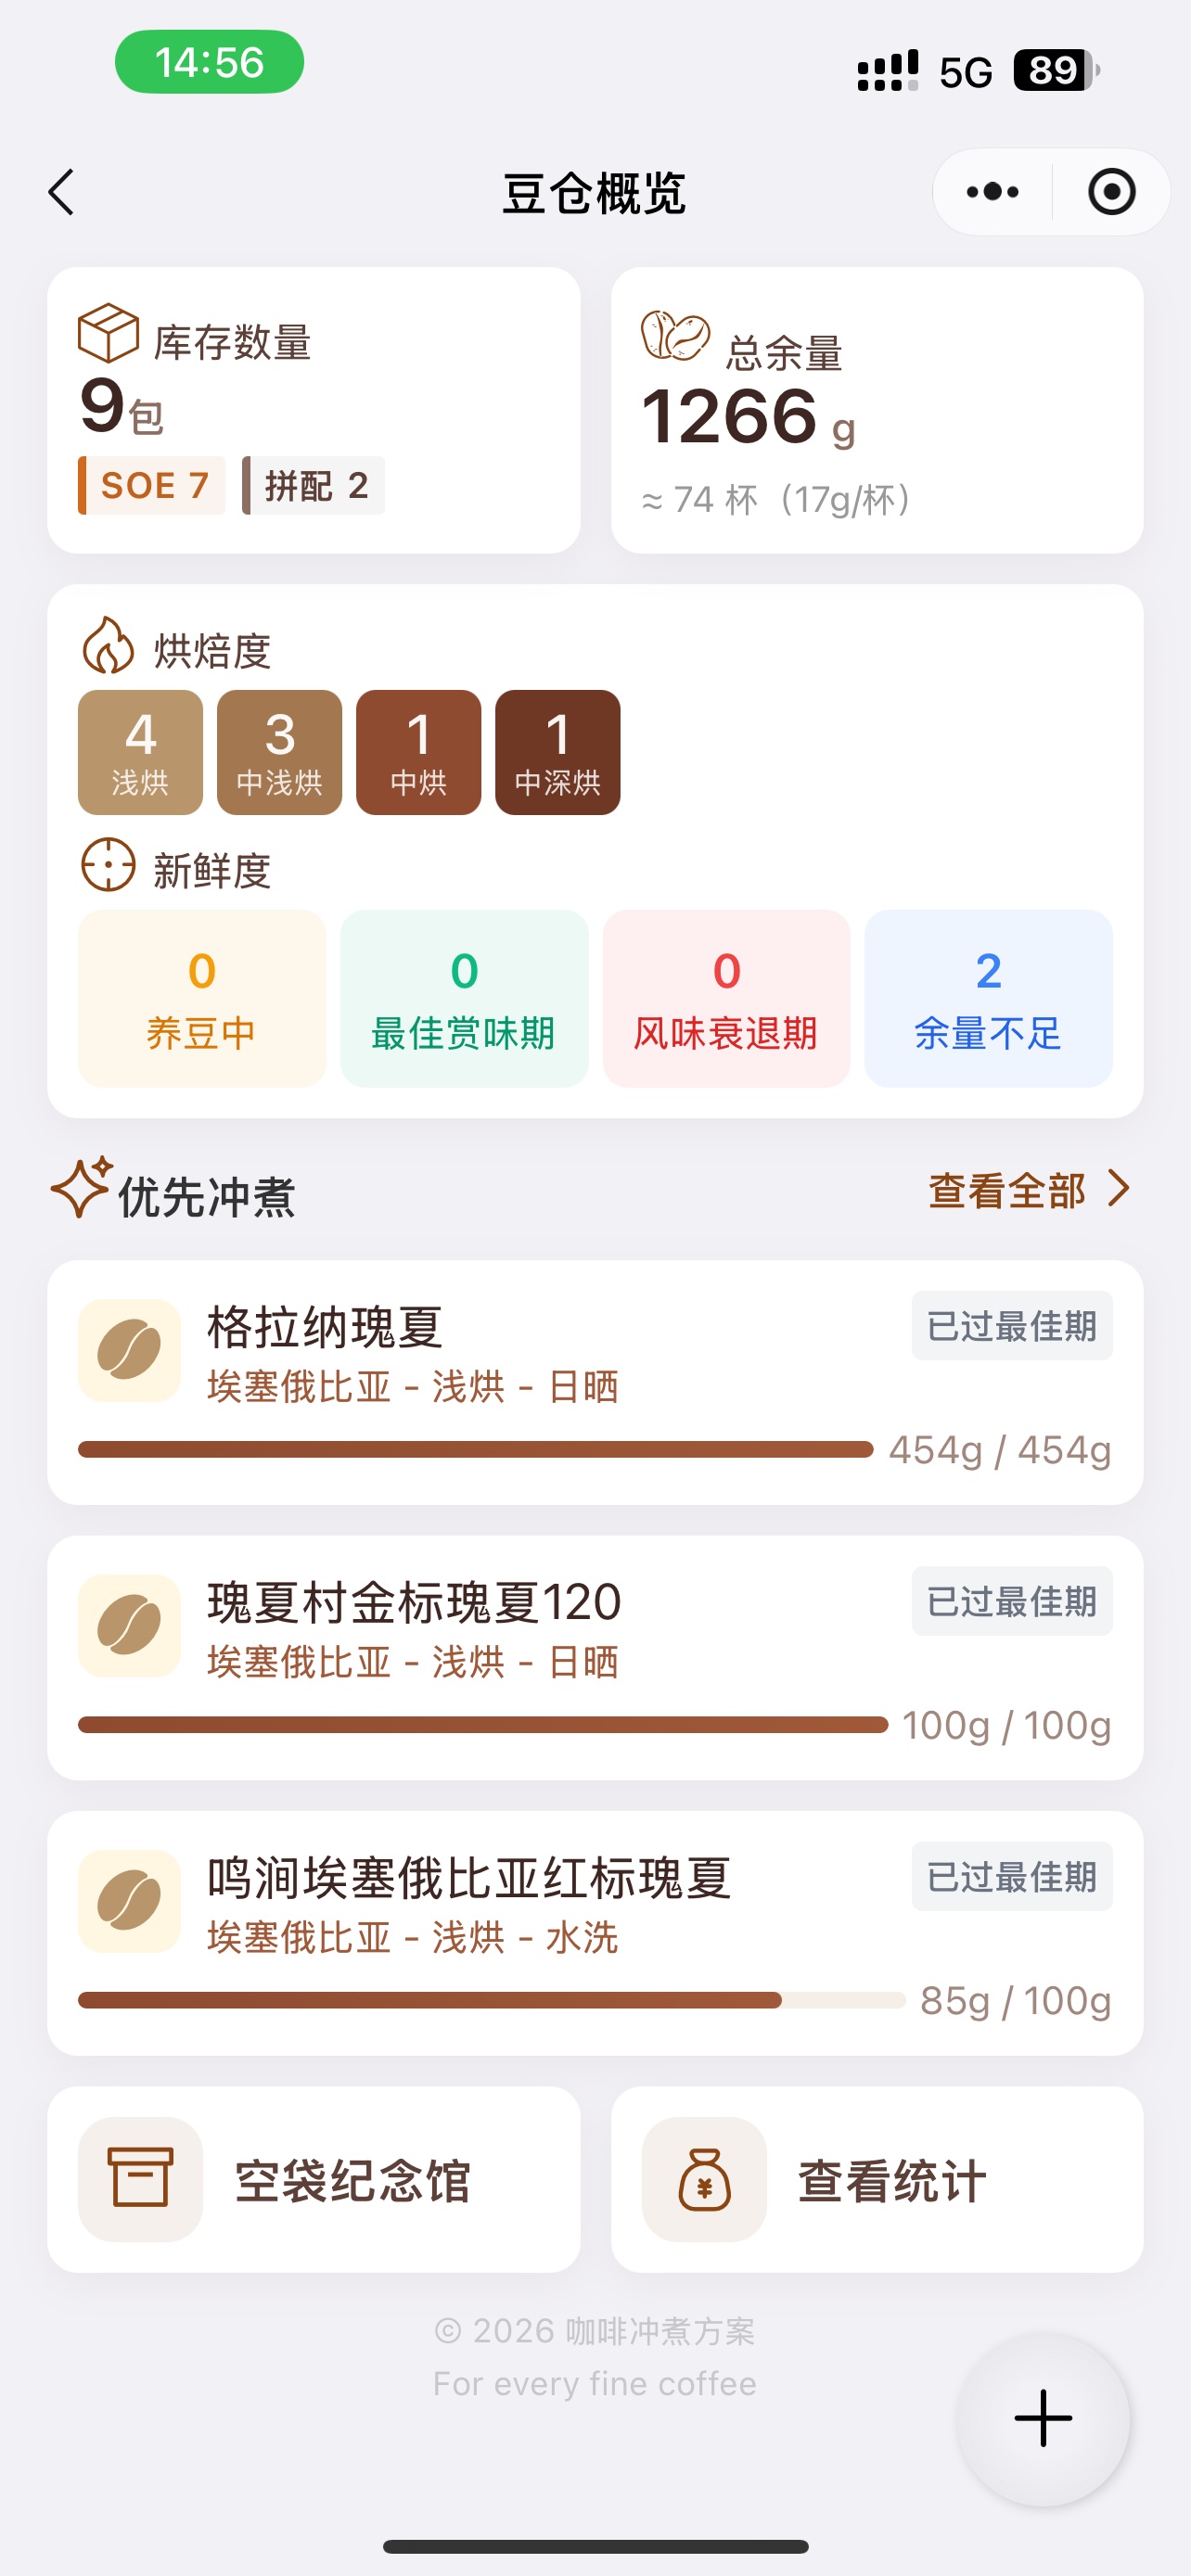 14:56
5G 89
豆仓概览
库存数量
9包
SOE 7 拼配 2
总余量
1266 g
≈ 74 杯（17g/杯）
烘焙度
4 3 1 1
浅烘 中浅烘 中烘 中深烘
新鲜度
0 0 0 2
养豆中 最佳赏味期 风味衰退期 余量不足
优先冲煮 查看全部
格拉纳瑰夏 已过最佳期
埃塞俄比亚 - 浅烘 - 日晒
454g / 454g
瑰夏村金标瑰夏120 已过最佳期
埃塞俄比亚 - 浅烘 - 日晒
100g / 100g
鸣涧埃塞俄比亚红标瑰夏 已过最佳期
埃塞俄比亚 - 浅烘 - 水洗
85g / 100g
空袋纪念馆 查看统计
© 2026 咖啡冲煮方案
For every fine coffee